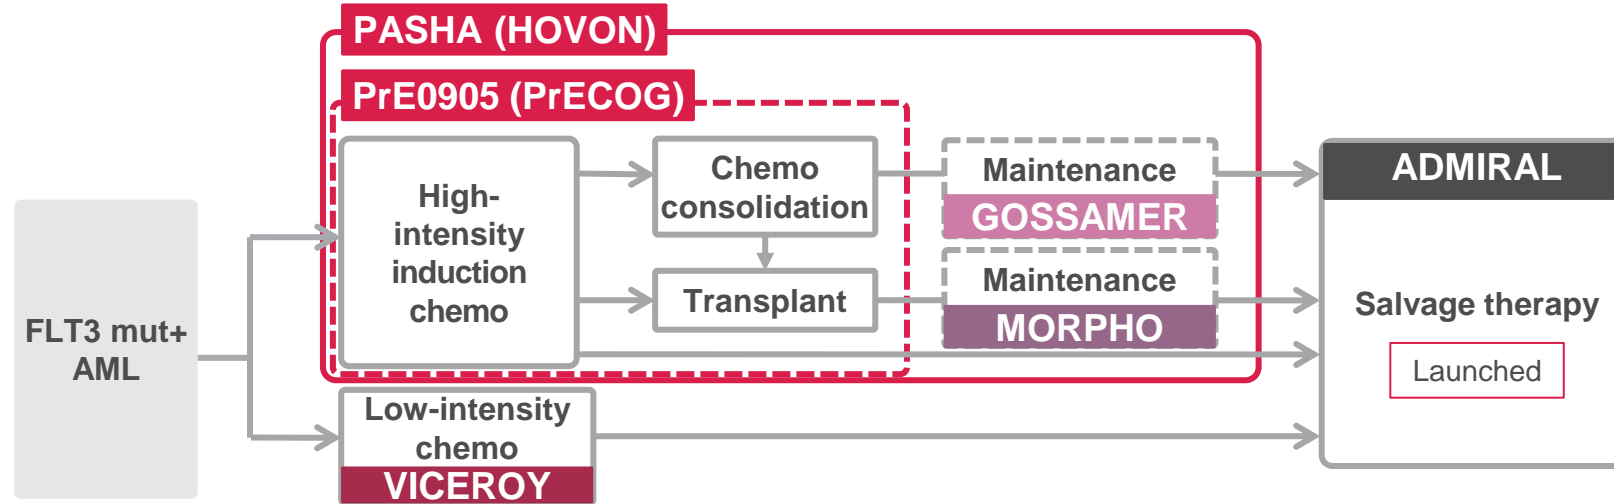 PASHA (HOVON)
PrE0905 (PrECOG)
FLT3 mut+
AML
High-
intensity
induction
chemo
Chemo
consolidation
Transplant
Maintenance
GOSSAMER
Maintenance
MORPHO
Low-intensity
chemo
VICEROY
ADMIRAL
Salvage therapy
Launched